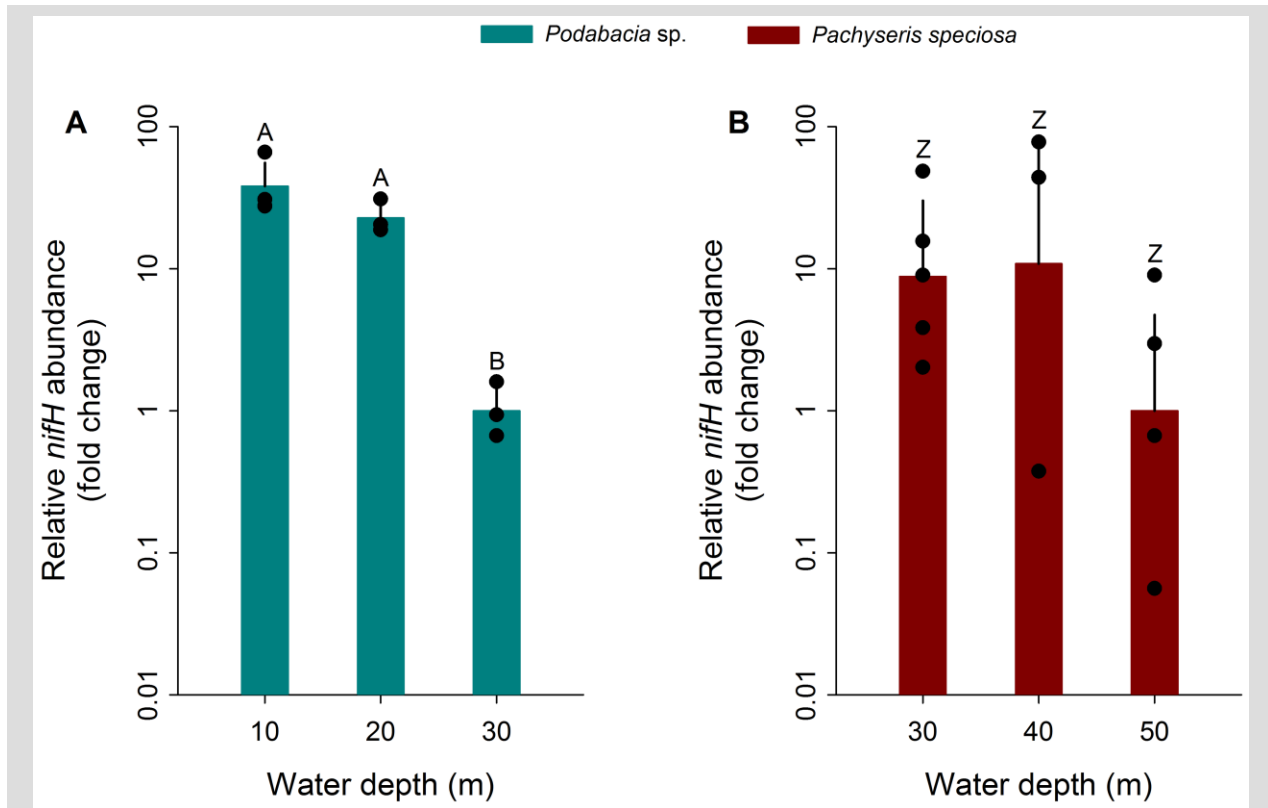 Podabacia sp. Pachyseris speciosa
A
Relative nifH abundance
(fold change)
100
10
1
0.1
0.01
A
A
B
10 20 30
Water depth (m)
B
Relative nifH abundance
(fold change)
100
10
1
0.1
0.01
Z
Z
Z
30 40 50
Water depth (m)